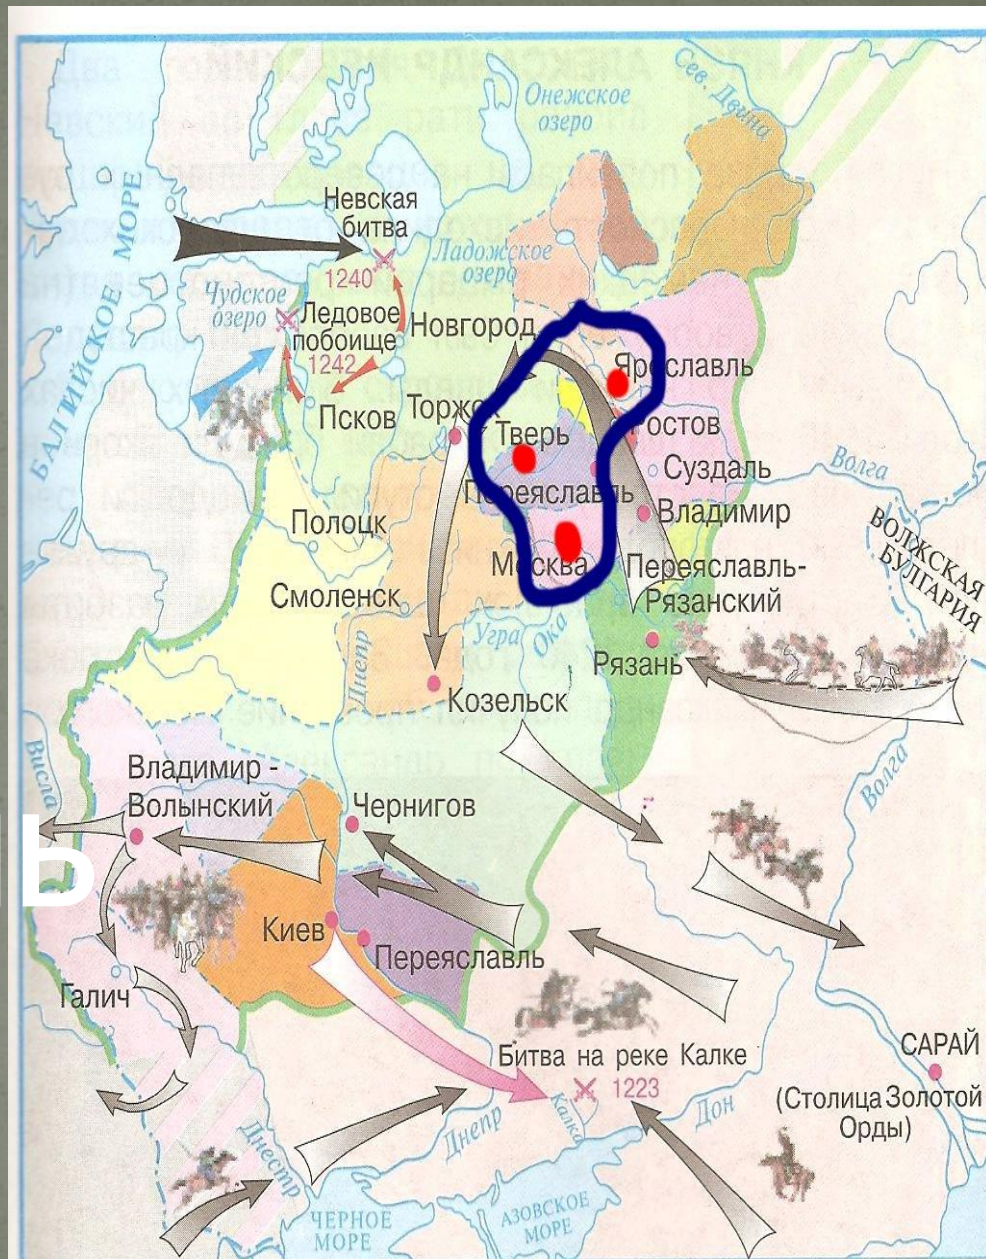 Сев. Двина
Онежское
озеро
Невская
битва
Ладожское
озеро
1240
БАЛТИЙСКОЕ МОРЕ
Чудское
озеро
Ледовое
побоище
1242
Новгород
Ярославль
Псков
Торжок
Тверь
Ростов
Суздаль
Волга
Переяславль
Владимир
ВОЛЖСКАЯ
БУЛГАРИЯ
Полоцк
Москва
Переяславль-
Рязанский
Смоленск
Угра
Ока
Рязань
Днепр
Козельск
Висла
Волга
Владимир -
Волынский
Чернигов
Ь
Киев
Переяславль
Галич
Битва на реке Калке
1223
САРАЙ
(Столица Золотой
Орды)
Калка
Дон
Днепр
Днестр
ЧЕРНОЕ
МОРЕ
АЗОВСКОЕ
МОРЕ